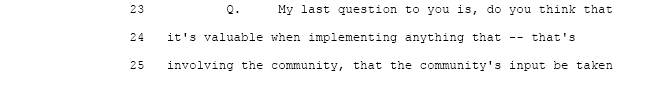 23 Q. My last question to you is, do you think that
24 it's valuable when implementing anything that -- that's
25 involving the community, that the community's input be taken